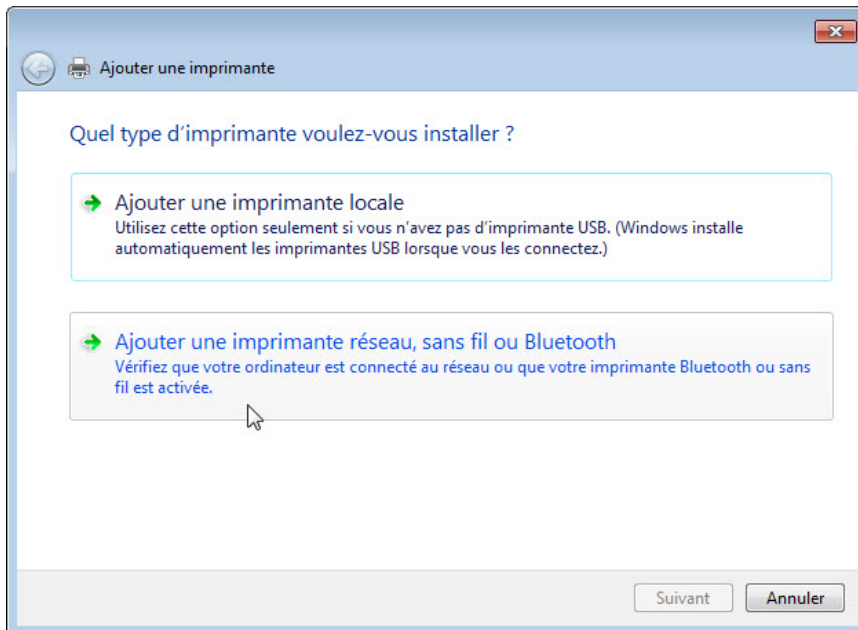 Ajouter une imprimante
Quel type d'imprimante voulez-vous installer ?
Ajouter une imprimante locale
Utilisez cette option seulement si vous n'avez pas d'imprimante USB. (Windows installe
automatiquement les imprimantes USB lorsque vous les connectez.)
Ajouter une imprimante réseau, sans fil ou Bluetooth
Vérifiez que votre ordinateur est connecté au réseau ou que votre imprimante Bluetooth ou sans
fil est activée.
Suivant
Annuler